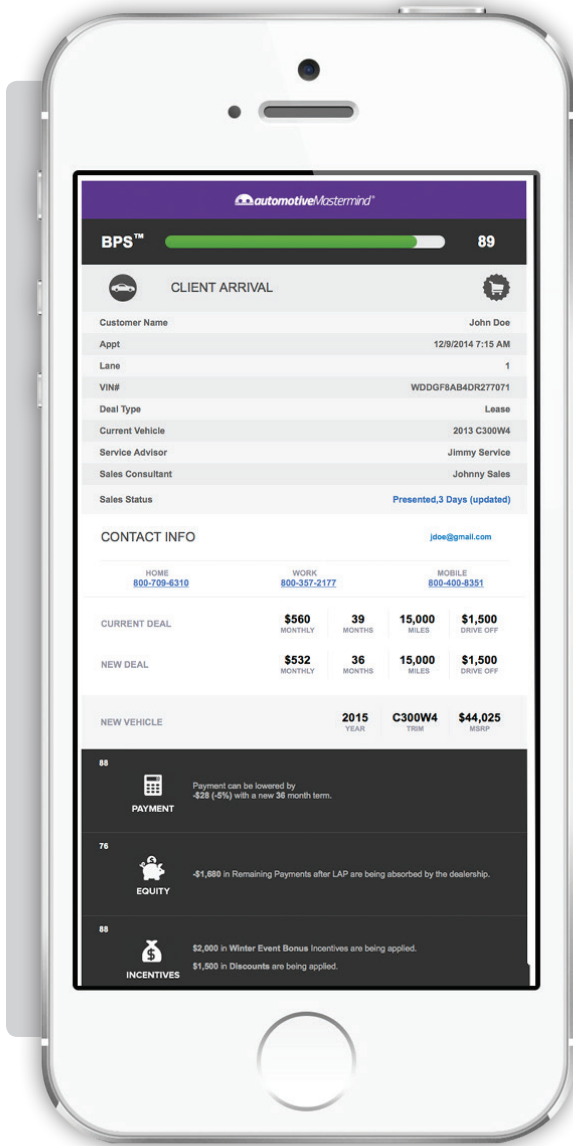 automotiveMastermind™
BPS™ 89
CLIENT ARRIVAL
Customer Name John Doe
Appt 12/9/2014 7:15 AM
Lane 1
VIN# WDDGF8AB4DR277071
Deal Type Lease
Current Vehicle 2013 C300W4
Service Advisor Jimmy Service
Sales Consultant Johnny Sales
Sales Status Presented,3 Days (updated)
CONTACT INFO jdoe@gmail.com
HOME WORK MOBILE
800-709-6310 800-357-2177 800-400-8351
CURRENT DEAL $560 39 15,000 $1,500
MONTHLY MONTHS MILES DRIVE OFF
NEW DEAL $532 36 15,000 $1,500
MONTHLY MONTHS MILES DRIVE OFF
NEW VEHICLE 2015 C300W4 $44,025
YEAR TRIM MSRP
88
Payment can be lowered by
-$28 (-5%) with a new 36 month term.
PAYMENT
76
-$1,680 in Remaining Payments after LAP are being absorbed by the dealership.
EQUITY
88
$2,000 in Winter Event Bonus Incentives are being applied.
$1,500 in Discounts are being applied.
$
INCENTIVES